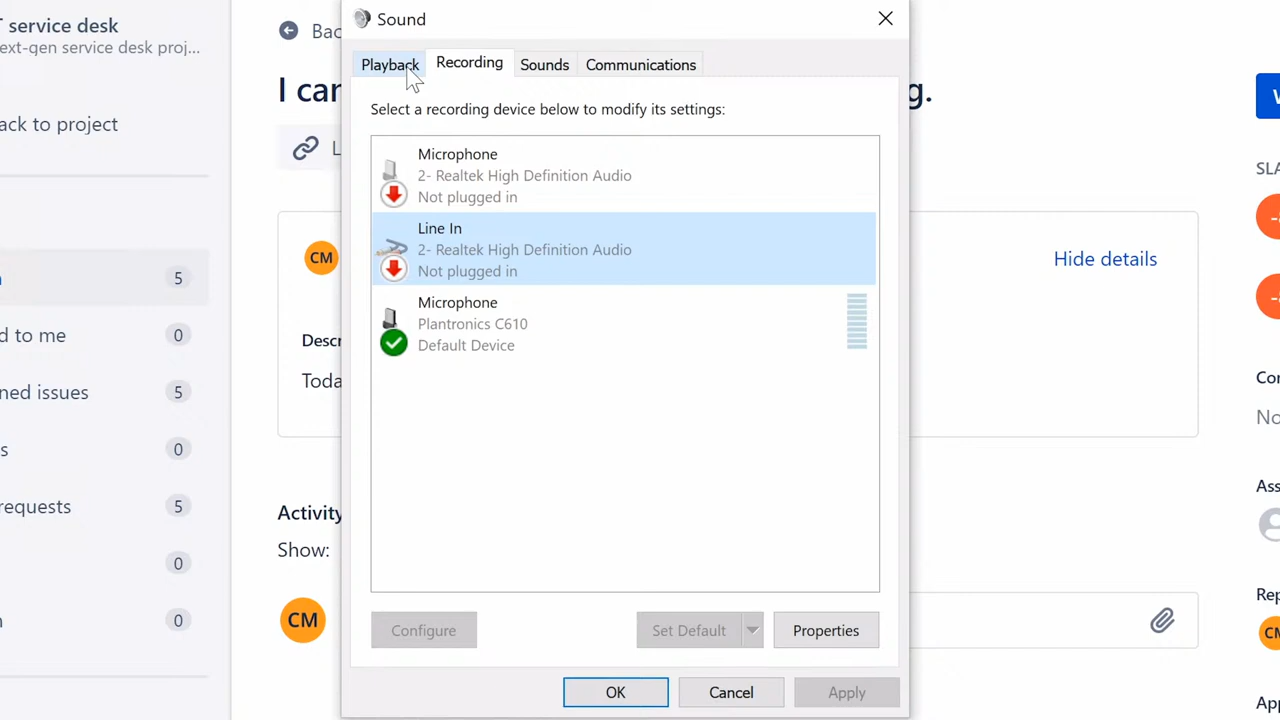 Sound
Playback
Recording
Sounds
Communications
Select a recording device below to modify its settings:
Microphone
2- Realtek High Definition Audio
Not plugged in
Line In
2- Realtek High Definition Audio
Not plugged in
Microphone
Plantronics C610
Default Device
Configure
Set Default
Properties
OK
Cancel
Apply
service desk
ext-gen service desk proj...
ack to project
5
d to me
0
ned issues
5
s
0
requests
5
0
n
0
Bac
I can
g.
L
CM
Hide details
Descr
Toda
Activity
Show:
CM
SLA
Cor
No
Ass
Rep
CM
App